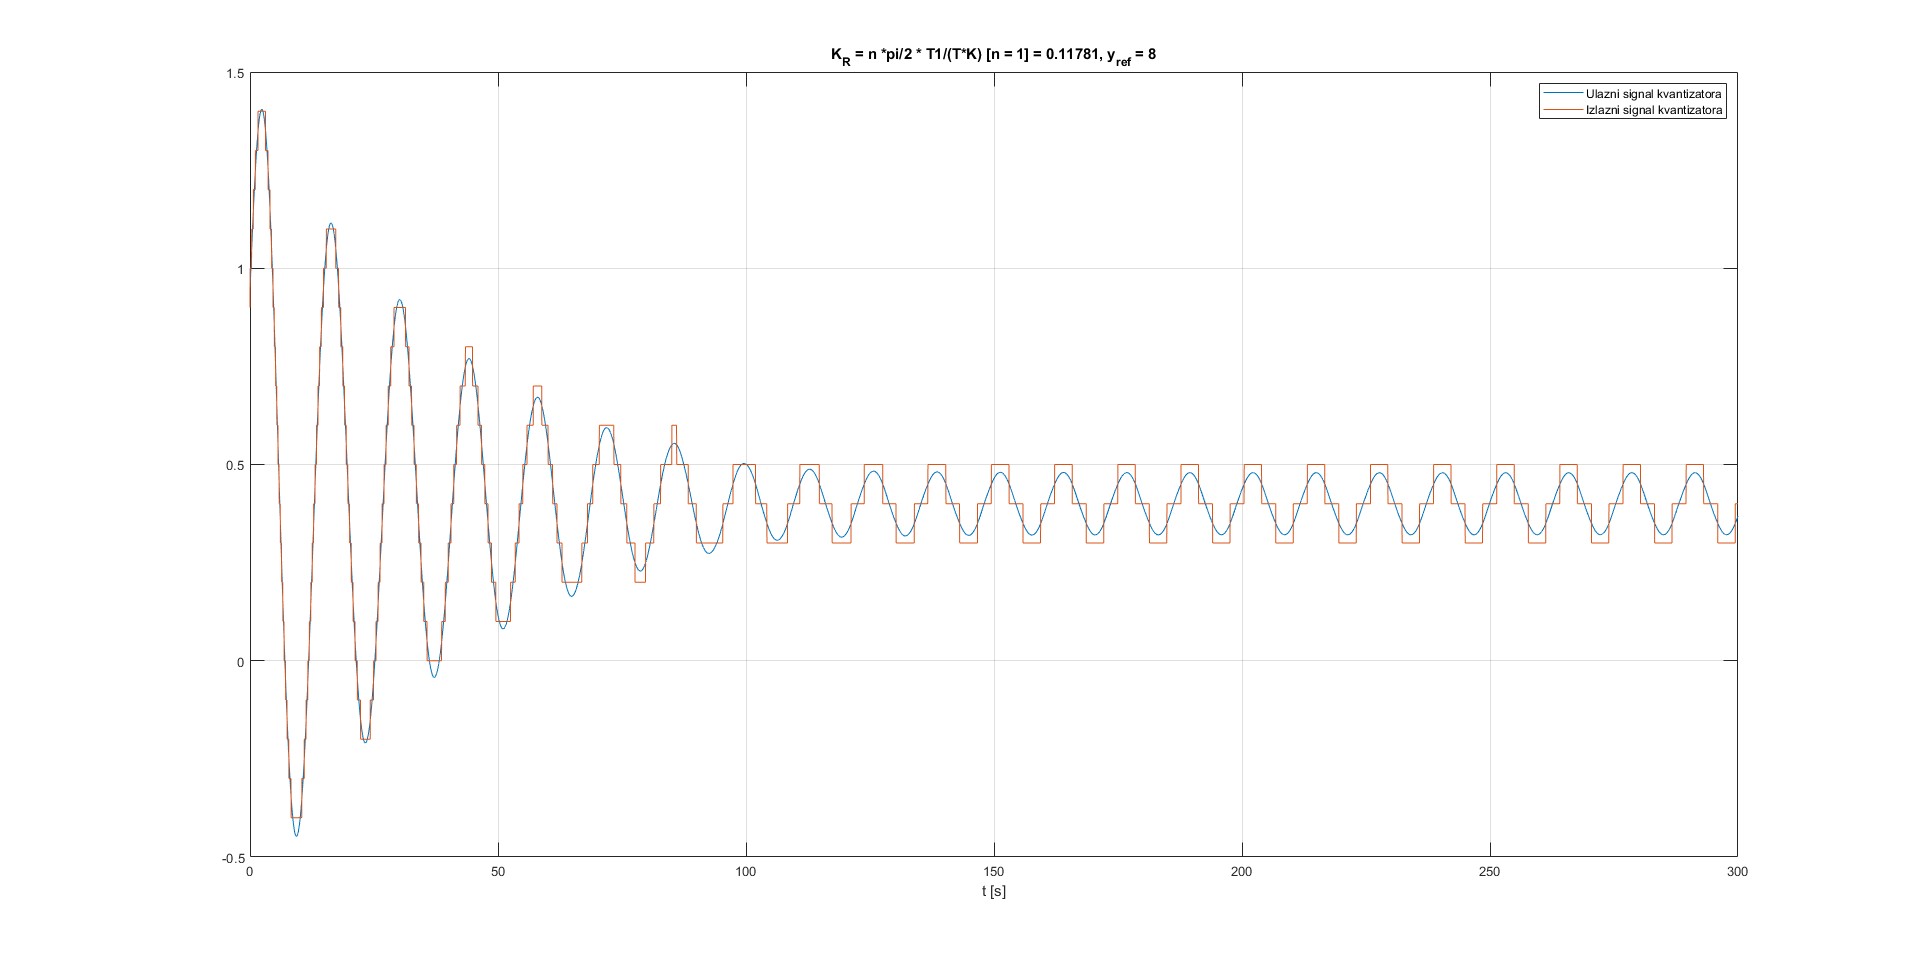 K_R = n *pi/2 * T1/(T*K) [n = 1] = 0.11781, y_ref = 8
Ulazni signal kvantizatora
Izlazni signal kvantizatora
1.5
1
0.5
0
-0.5
0 50 100 150 200 250 300
t [s]